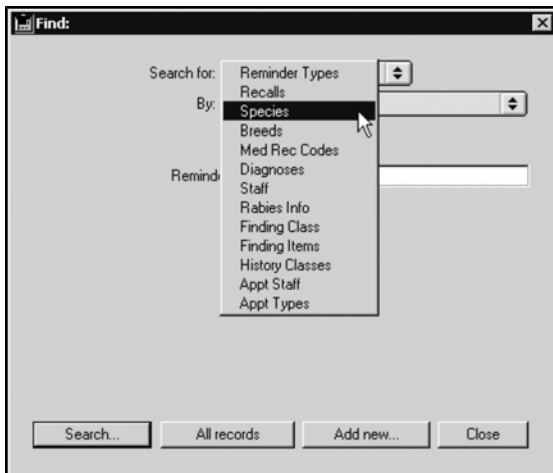 Find:
Search for: Reminder Types
Recalls
By: Species
Breeds
Med Rec Codes
Diagnoses
Remind Staff
Rabies Info
Finding Class
Finding Items
History Classes
Appt Staff
Appt Types
Search... All records Add new... Close